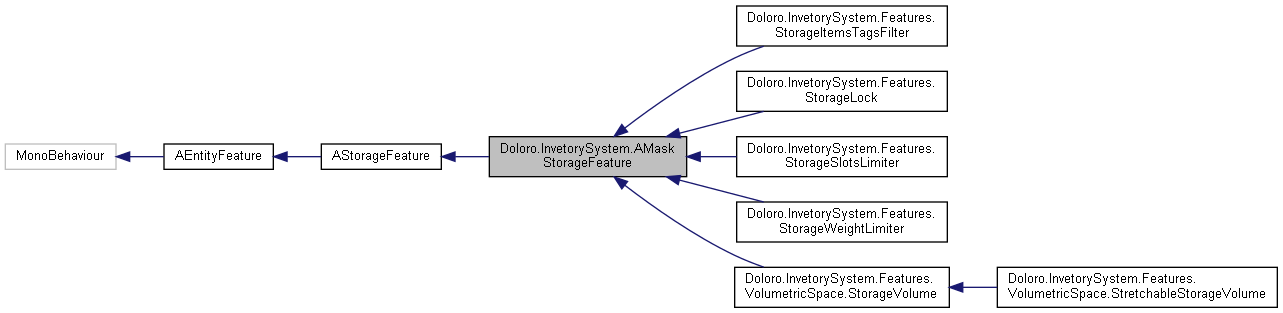 Doloro.InvetorySystem.Features.
StorageItemsTagsFilter
Doloro.InvetorySystem.Features.
StorageLock
MonoBehaviour
AEntityFeature
AStorageFeature
Doloro.InvetorySystem.AMask
StorageFeature
Doloro.InvetorySystem.Features.
StorageSlotsLimiter
Doloro.InvetorySystem.Features.
StorageWeightLimiter
Doloro.InvetorySystem.Features.
VolumetricSpace.StorageVolume
Doloro.InvetorySystem.Features.
VolumetricSpace.StretchableStorageVolume